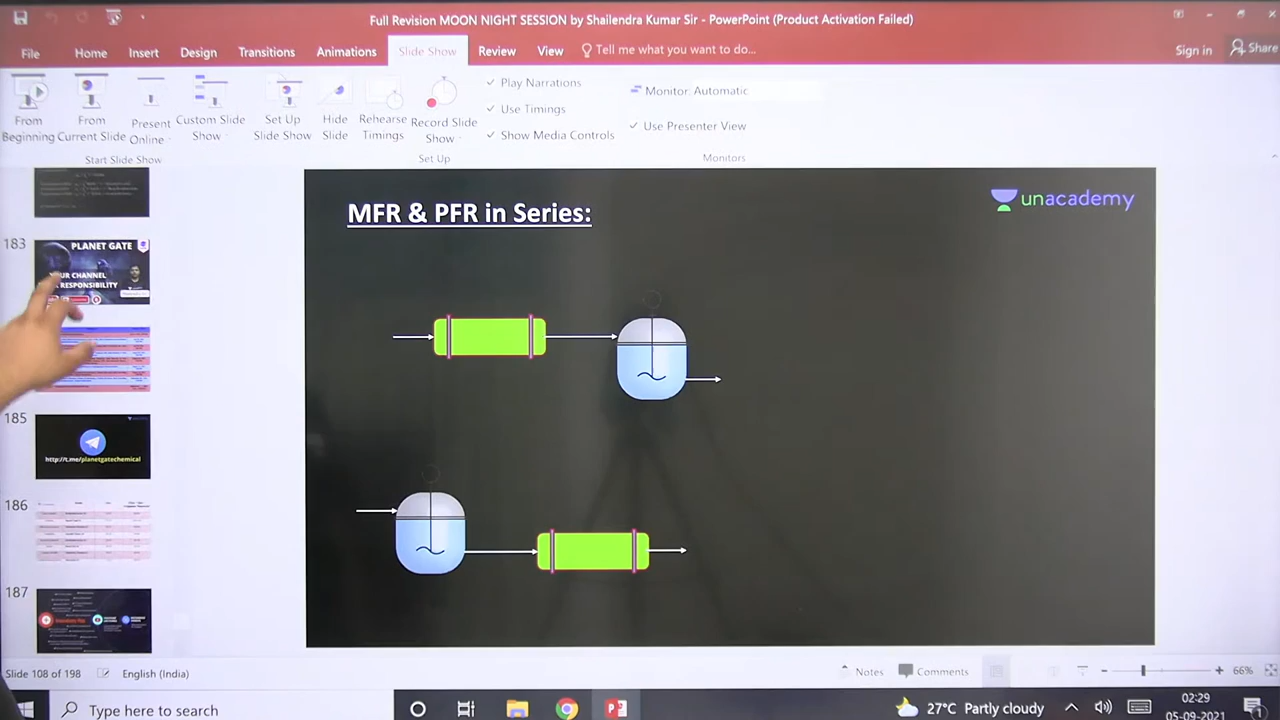 Full Revision MOON NIGHT SESSION by Shailendra Kumar Sir - PowerPoint (Product Activation Failed)
File Home Insert Design Transitions Animations Slide Show Review View Tell me what you want to do... Sign in Share
From Beginning
From Current Slide
Present Online
Custom Slide Show
Set Up Slide Show
Hide Slide
Rehearse Timings
Record Slide Show
Play Narrations
Use Timings
Show Media Controls
Monitor: Automatic
Use Presenter View
Start Slide Show
Set Up
Monitors
183
PLANET GATE
CHANNEL
RESPONSIBILITY
185
http://t.me/planetgatechemical
186
187
MFR & PFR in Series:
unacademy
Slide 108 of 198
English (India)
Notes
Comments
66%
Type here to search
27°C Partly cloudy
02:29
05-09-2021